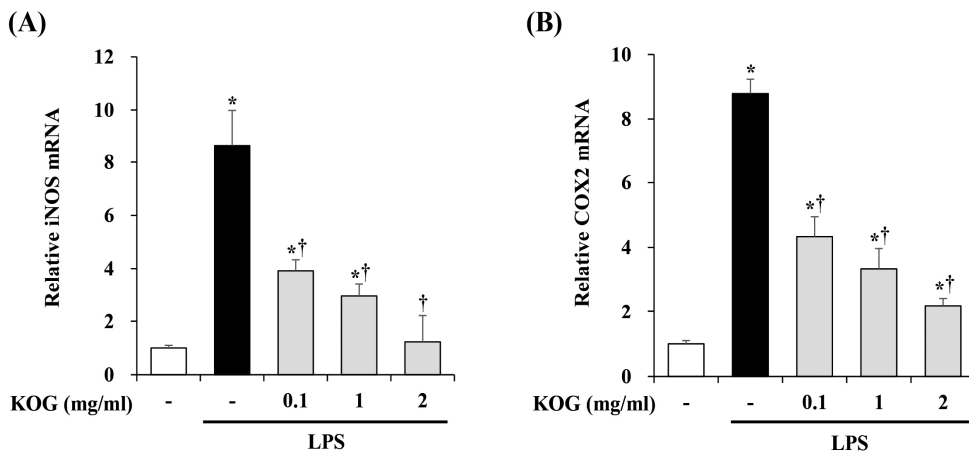 (A)
Relative iNOS mRNA
12
10
8
6
4
2
0
*
*†
*†
†
KOG (mg/ml) - - 0.1 1 2
LPS
(B)
Relative COX2 mRNA
10
8
6
4
2
0
*
*†
*†
*†
KOG (mg/ml) - - 0.1 1 2
LPS